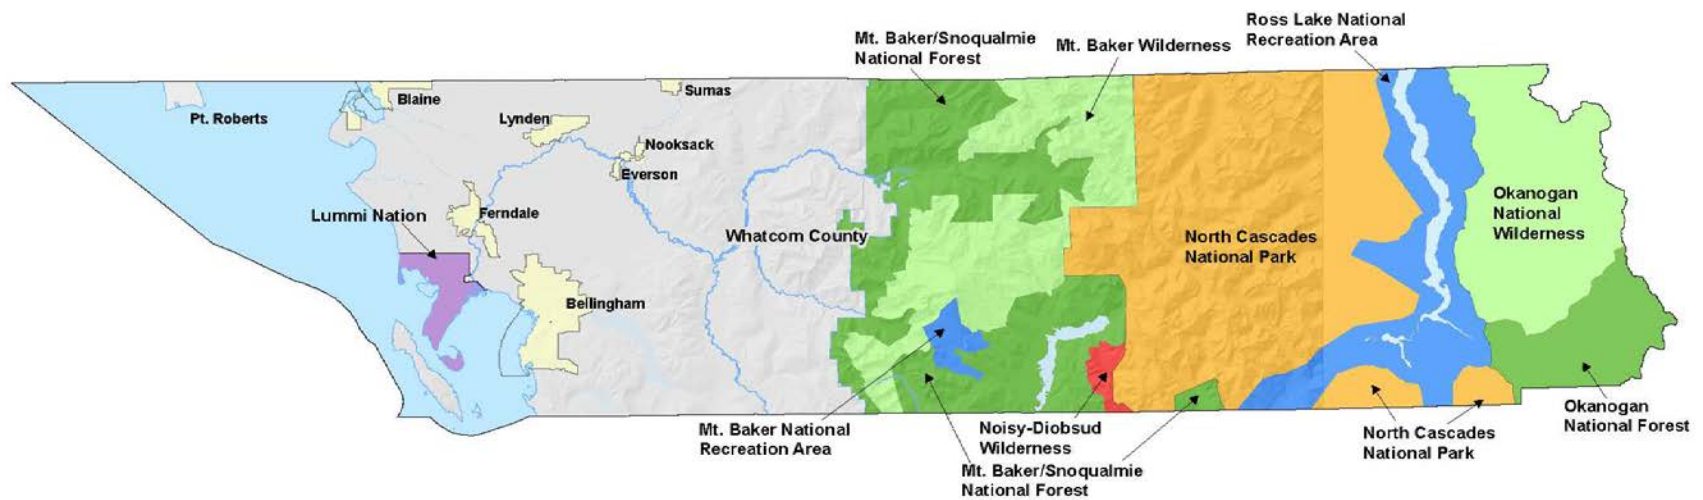 Ross Lake National
Recreation Area
Mt. Baker/Snoqualmie
National Forest
Mt. Baker Wilderness
Blaine
Sumas
Pt. Roberts
Lynden
Nooksack
Everson
Lummi Nation
Ferndale
Whatcom County
North Cascades
National Park
Okanogan
National
Wilderness
Bellingham
Mt. Baker National
Recreation Area
Noisy-Diobsud
Wilderness
Mt. Baker/Snoqualmie
National Forest
North Cascades
National Park
Okanogan
National Forest